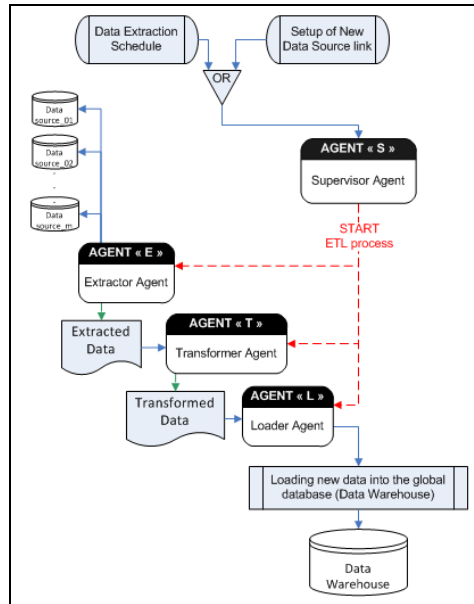 Data Extraction
Schedule
Setup of New
Data Source link
OR
Data
source_01
Data
source_02
.
.
.
Data
source_m
AGENT « S »
Supervisor Agent
START
ETL process
AGENT « E »
Extractor Agent
Extracted
Data
AGENT « T »
Transformer Agent
Transformed
Data
AGENT « L »
Loader Agent
Loading new data into the global
database (Data Warehouse)
Data
Warehouse